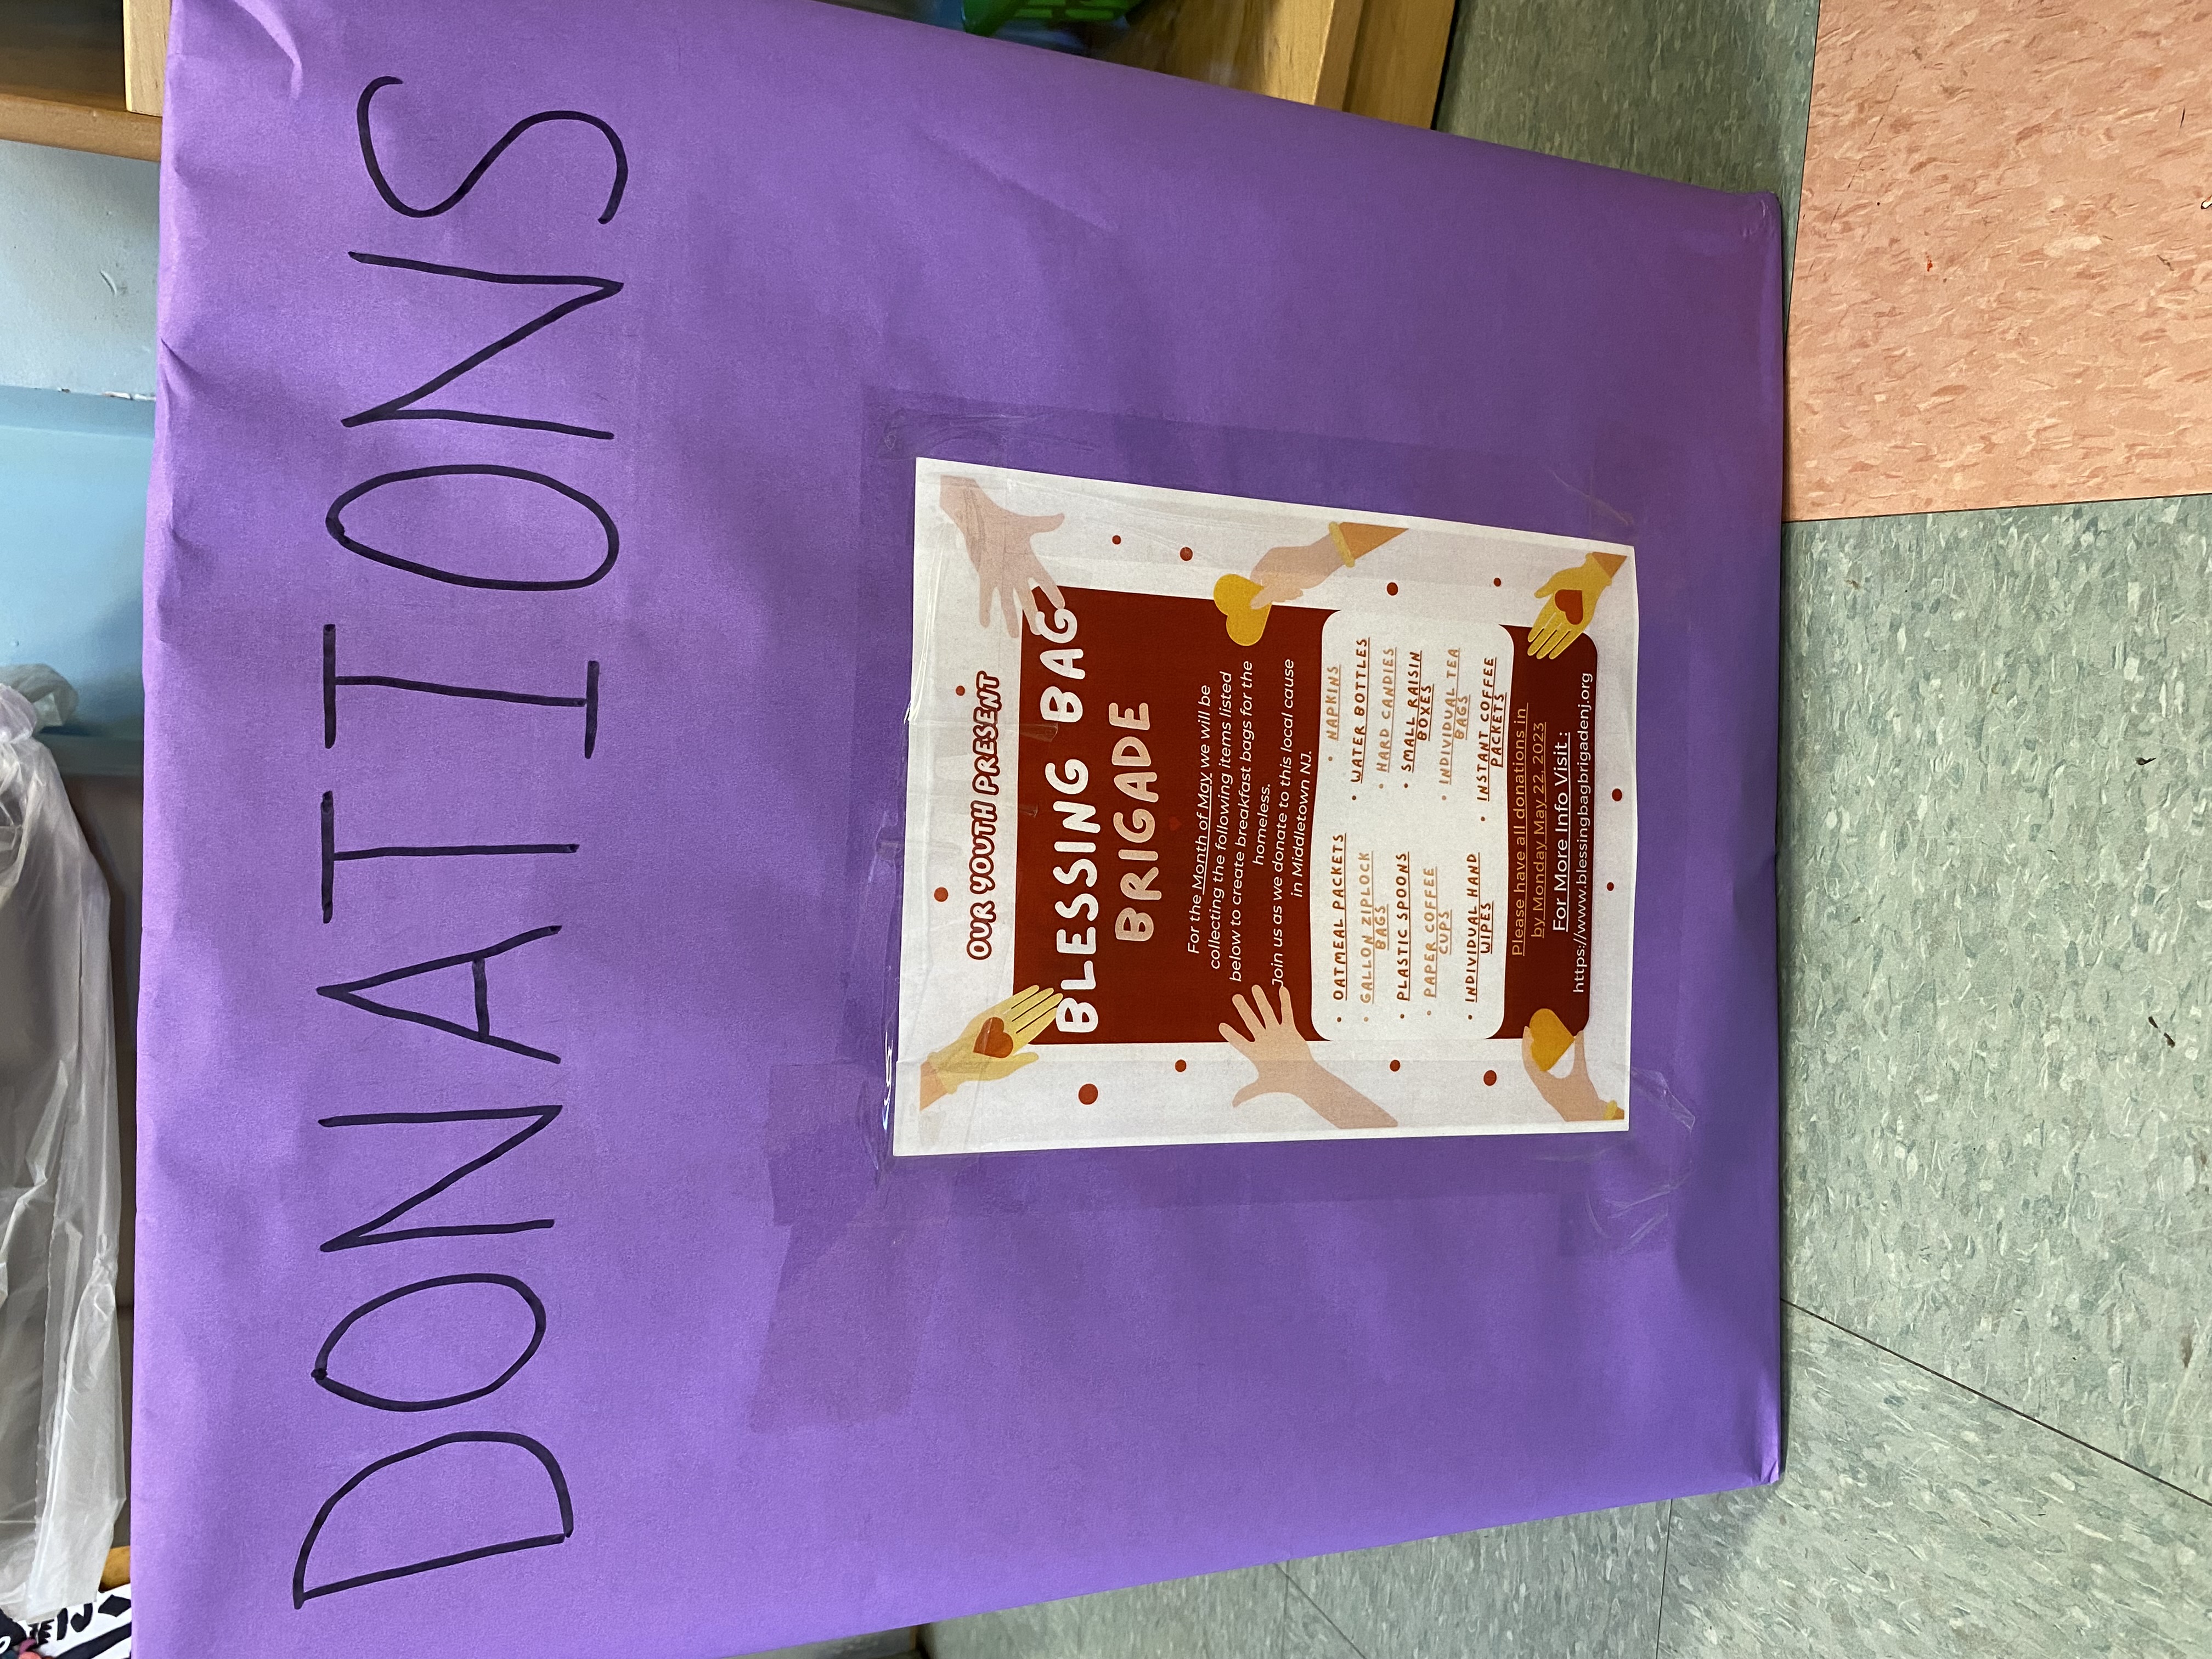 DONATIONS
OUR YOUTH PRESENT
BLESSING BAG
BRIGADE
For the Month of May we will be
collecting the following items listed
below to create breakfast bags for the
homeless.
Join us as we donate to this local cause
in Middletown NJ.
• OATMEAL PACKETS
• GALLON ZIPLOCK
BAGS
• PLASTIC SPOONS
• PAPER COFFEE
CUPS
• INDIVIDUAL HAND
WIPES
• NAPKINS
• WATER BOTTLES
• HARD CANDIES
• SMALL RAISIN
BOXES
• INDIVIDUAL TEA
BAGS
• INSTANT COFFEE
PACKETS
Please have all donations in
by Monday May 22, 2023
For More Info Visit :
https://www.blessingbagbrigadenj.org